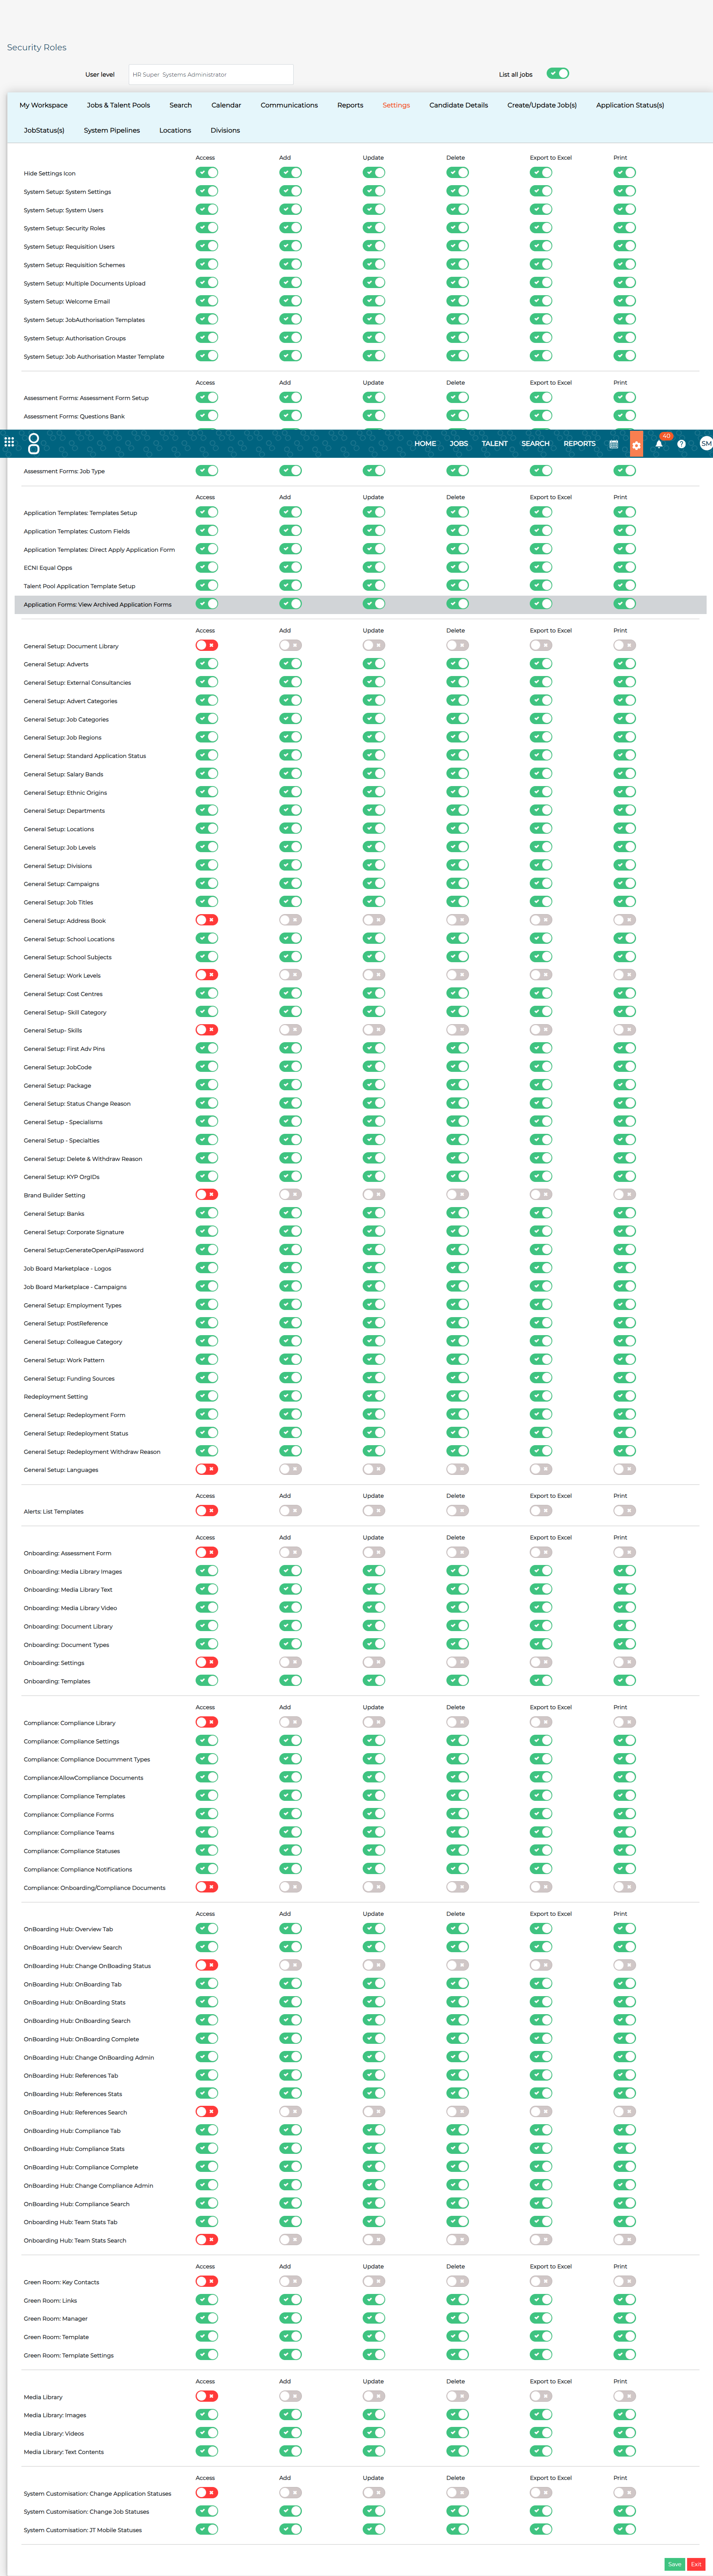 Security Roles
User level HR Super Systems Administrator List all jobs
My Workspace Jobs & Talent Pools Search Calendar Communications Reports Settings Candidate Details Create/Update Job(s) Application Status(s)
JobStatus(s) System Pipelines Locations Divisions
Access Add Update Delete Export to Excel Print
Hide Settings Icon
System Setup: System Settings
System Setup: System Users
System Setup: Security Roles
System Setup: Requisition Users
System Setup: Requisition Schemes
System Setup: Multiple Documents Upload
System Setup: Welcome Email
System Setup: JobAuthorisation Templates
System Setup: Authorisation Groups
System Setup: Job Authorisation Master Template
Access Add Update Delete Export to Excel Print
Assessment Forms: Assessment Form Setup
Assessment Forms: Questions Bank
HOME JOBS TALENT SEARCH REPORTS 40 ? SM
Assessment Forms: Job Type
Access Add Update Delete Export to Excel Print
Application Templates: Templates Setup
Application Templates: Custom Fields
Application Templates: Direct Apply Application Form
ECNI Equal Opps
Talent Pool Application Template Setup
Application Forms: View Archived Application Forms
Access Add Update Delete Export to Excel Print
General Setup: Document Library
General Setup: Adverts
General Setup: External Consultancies
General Setup: Advert Categories
General Setup: Job Categories
General Setup: Job Regions
General Setup: Standard Application Status
General Setup: Salary Bands
General Setup: Ethnic Origins
General Setup: Departments
General Setup: Locations
General Setup: Job Levels
General Setup: Divisions
General Setup: Campaigns
General Setup: Job Titles
General Setup: Address Book
General Setup: School Locations
General Setup: School Subjects
General Setup: Work Levels
General Setup: Cost Centres
General Setup- Skill Category
General Setup- Skills
General Setup: First Adv Pins
General Setup: JobCode
General Setup: Package
General Setup: Status Change Reason
General Setup - Specialisms
General Setup - Specialties
General Setup: Delete & Withdraw Reason
General Setup: KYP OrgIDs
Brand Builder Setting
General Setup: Banks
General Setup: Corporate Signature
General Setup:GenerateOpenApiPassword
Job Board Marketplace - Logos
Job Board Marketplace - Campaigns
General Setup: Employment Types
General Setup: PostReference
General Setup: Colleague Category
General Setup: Work Pattern
General Setup: Funding Sources
Redeployment Setting
General Setup: Redeployment Form
General Setup: Redeployment Status
General Setup: Redeployment Withdraw Reason
General Setup: Languages
Access Add Update Delete Export to Excel Print
Alerts: List Templates
Access Add Update Delete Export to Excel Print
Onboarding: Assessment Form
Onboarding: Media Library Images
Onboarding: Media Library Text
Onboarding: Media Library Video
Onboarding: Document Library
Onboarding: Document Types
Onboarding: Settings
Onboarding: Templates
Access Add Update Delete Export to Excel Print
Compliance: Compliance Library
Compliance: Compliance Settings
Compliance: Compliance Docummment Types
Compliance:AllowCompliance Documents
Compliance: Compliance Templates
Compliance: Compliance Forms
Compliance: Compliance Teams
Compliance: Compliance Statuses
Compliance: Compliance Notifications
Compliance: Onboarding/Compliance Documents
Access Add Update Delete Export to Excel Print
OnBoarding Hub: Overview Tab
OnBoarding Hub: Overview Search
OnBoarding Hub: Change OnBoading Status
OnBoarding Hub: OnBoarding Tab
OnBoarding Hub: OnBoarding Stats
OnBoarding Hub: OnBoarding Search
OnBoarding Hub: OnBoarding Complete
OnBoarding Hub: Change OnBoarding Admin
OnBoarding Hub: References Tab
OnBoarding Hub: References Stats
OnBoarding Hub: References Search
OnBoarding Hub: Compliance Tab
OnBoarding Hub: Compliance Stats
OnBoarding Hub: Compliance Complete
OnBoarding Hub: Change Compliance Admin
OnBoarding Hub: Compliance Search
Onboarding Hub: Team Stats Tab
Onboarding Hub: Team Stats Search
Access Add Update Delete Export to Excel Print
Green Room: Key Contacts
Green Room: Links
Green Room: Manager
Green Room: Template
Green Room: Template Settings
Access Add Update Delete Export to Excel Print
Media Library
Media Library: Images
Media Library: Videos
Media Library: Text Contents
Access Add Update Delete Export to Excel Print
System Customisation: Change Application Statuses
System Customisation: Change Job Statuses
System Customisation: JT Mobile Statuses
Save Exit